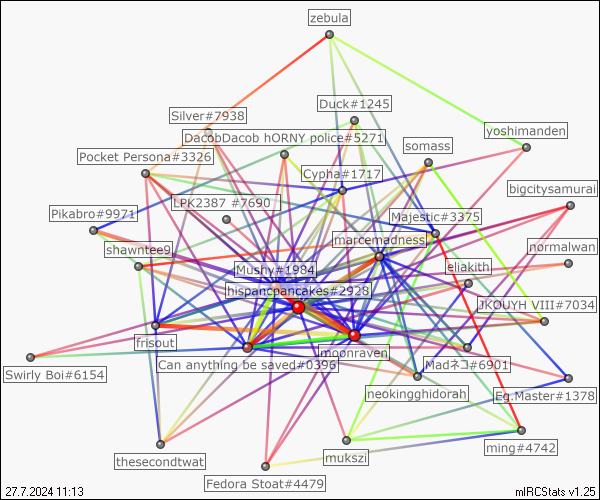 zebula
Duck#1245
Silver#7938
DacobDacob hORNY police#5271
yoshimanden
somass
Pocket Persona#3326
Cypha#1717
bigcitysamurai
LPK2387 #7690
Pikabro#9971
Majestic#3375
marcemadness
normalwan
shawntee9
Mushy#1984
eliakith
hispancpancakes#2928
JKOUYH VIII#7034
frisout
moonraven
Can anything be saved#0396
Madネコ#6901
Swirly Boi#6154
neokingghidorah
Eg.Master#1378
ming#4742
thesecondtwat
mukszi
Fedora Stoat#4479
27.7.2024 11:13
mIRCStats v1.25